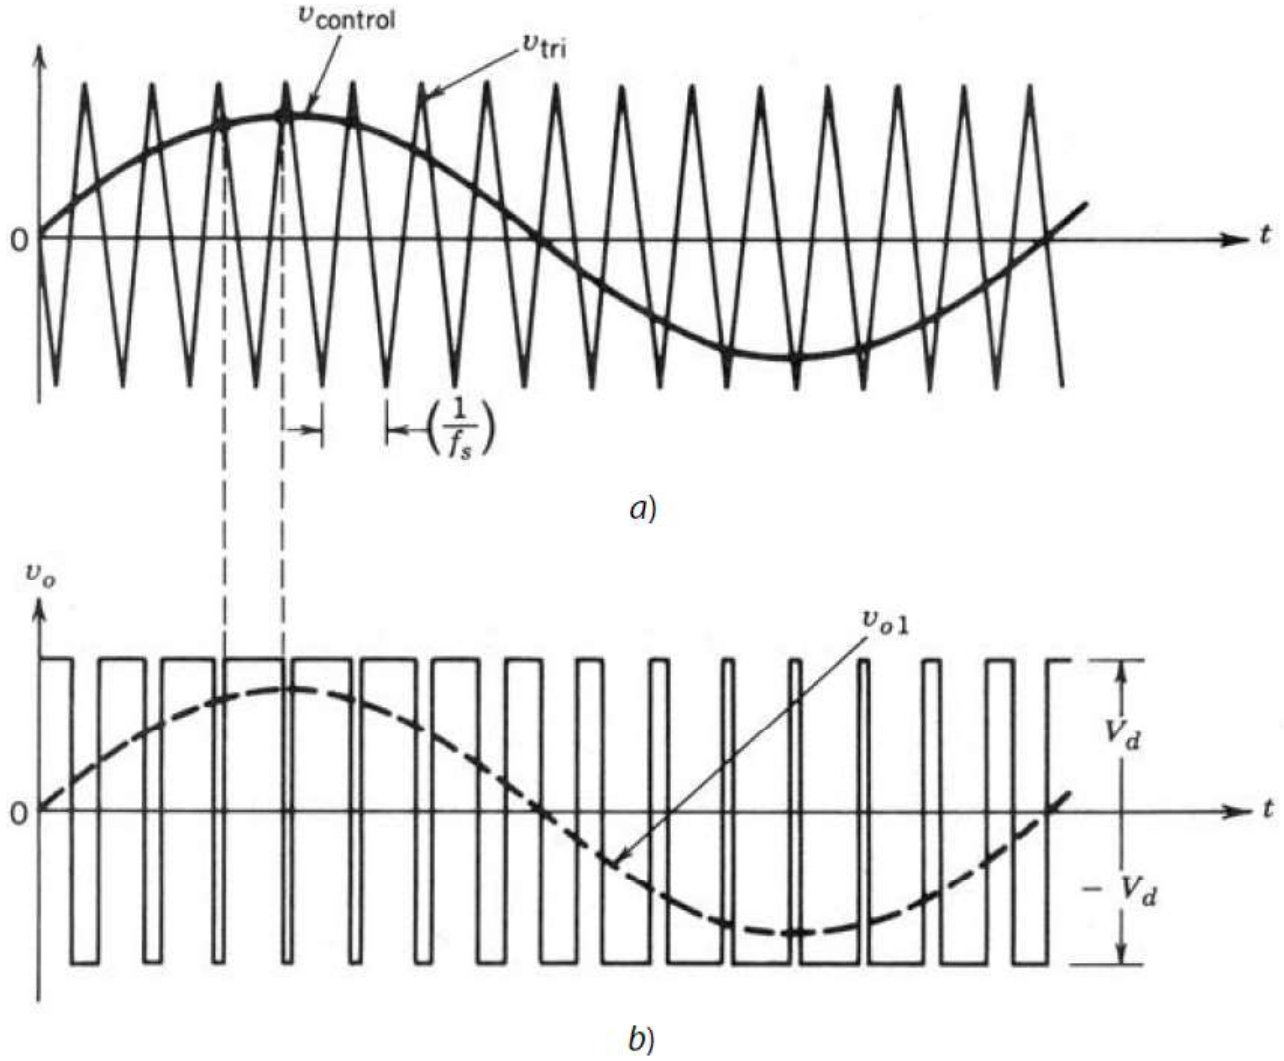 v_control
v_tri
0
t
(1/f_s)
a)
v_o
v_o1
V_d
0
t
– V_d
b)